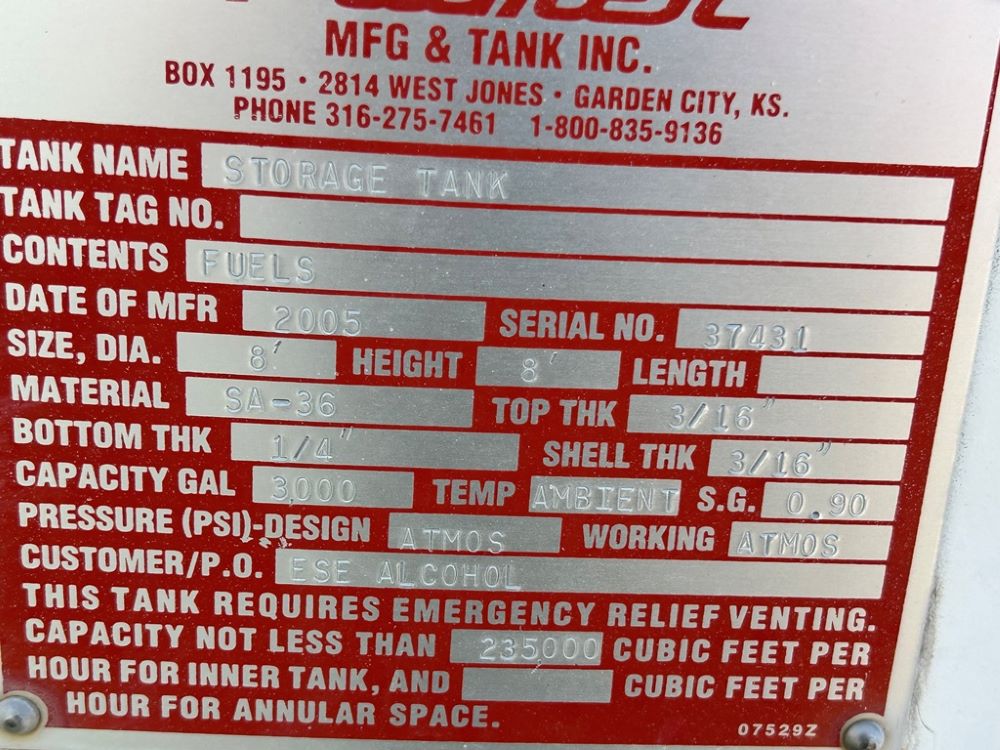 MFG & TANK INC.
BOX 1195 • 2814 WEST JONES • GARDEN CITY, KS.
PHONE 316-275-7461 1-800-835-9136
TANK NAME STORAGE TANK
TANK TAG NO.
CONTENTS FUELS
DATE OF MFR 2005 SERIAL NO. 37431
SIZE, DIA. 8' HEIGHT 8' LENGTH
MATERIAL SA-36 TOP THK 3/16"
BOTTOM THK 1/4" SHELL THK 3/16"
CAPACITY GAL 3,000 TEMP AMBIENT S.G. 0.90
PRESSURE (PSI)-DESIGN ATMOS WORKING ATMOS
CUSTOMER/P.O. ESE ALCOHOL
THIS TANK REQUIRES EMERGENCY RELIEF VENTING.
CAPACITY NOT LESS THAN 235000 CUBIC FEET PER
HOUR FOR INNER TANK, AND CUBIC FEET PER
HOUR FOR ANNULAR SPACE.
07529Z